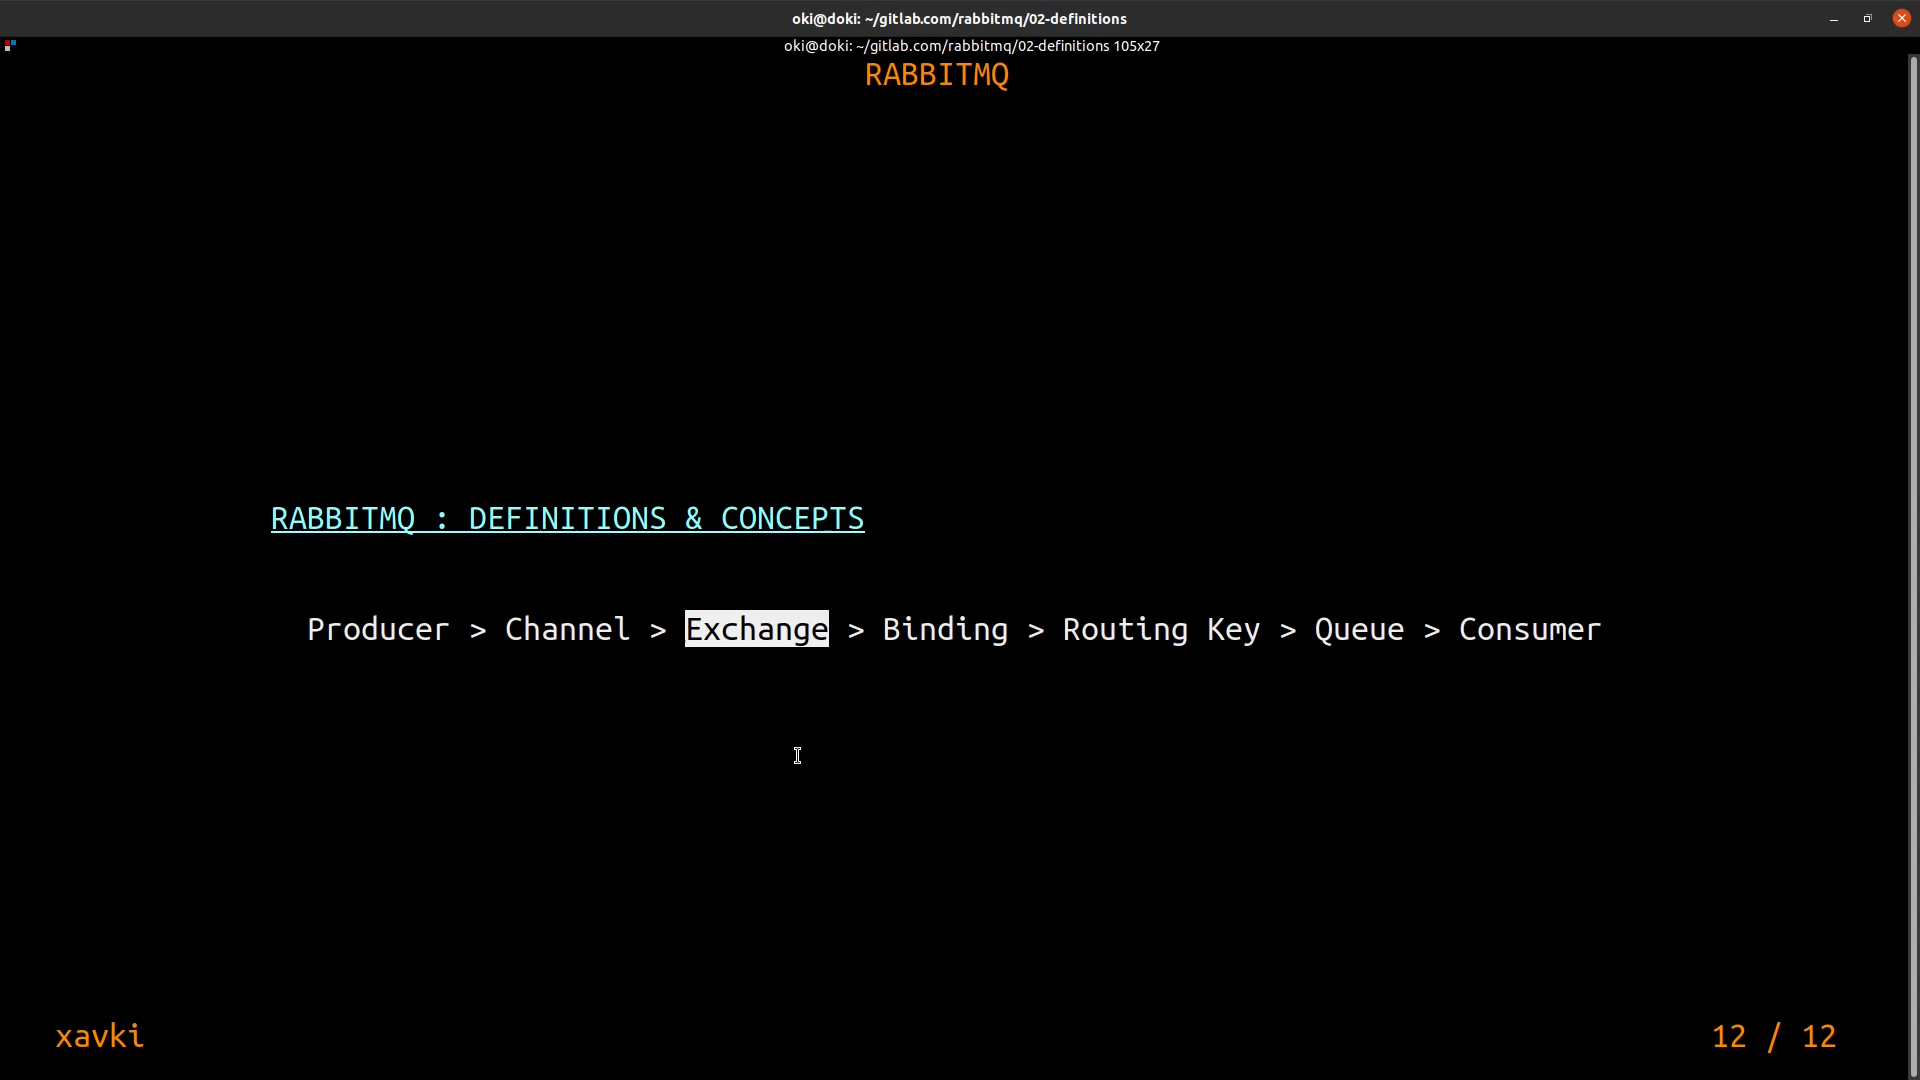 oki@doki: ~/gitlab.com/rabbitmq/02-definitions
oki@doki: ~/gitlab.com/rabbitmq/02-definitions 105x27
RABBITMQ
RABBITMQ : DEFINITIONS & CONCEPTS
Producer > Channel > Exchange > Binding > Routing Key > Queue > Consumer
xavki
12 / 12